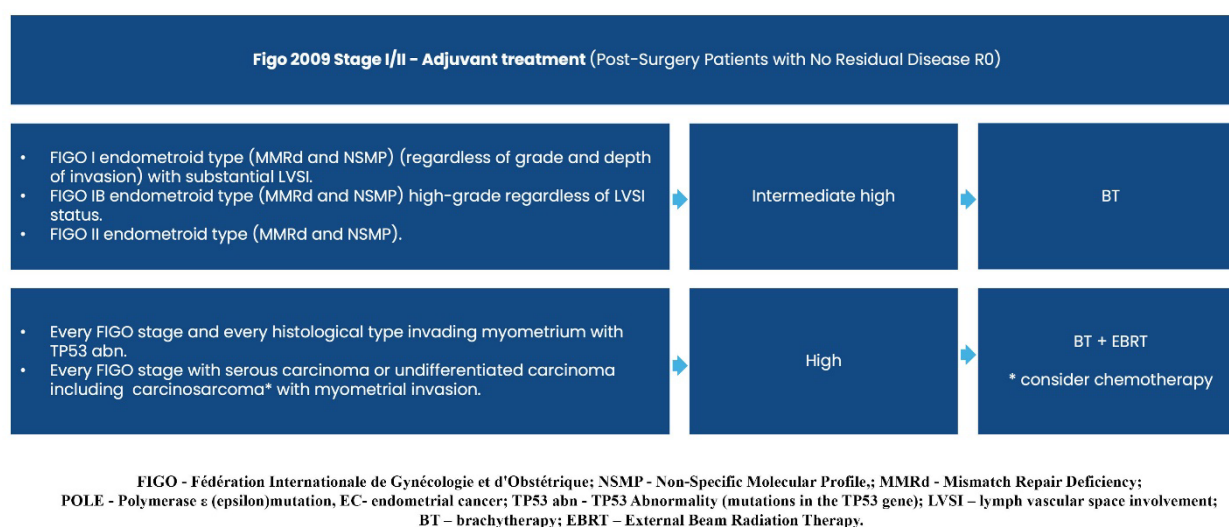 Figo 2009 Stage I/II - Adjuvant treatment (Post-Surgery Patients with No Residual Disease R0)
• FIGO I endometroid type (MMRd and NSMP) (regardless of grade and depth
of invasion) with substantial LVSI.
• FIGO IB endometroid type (MMRd and NSMP) high-grade regardless of LVSI
status.
• FIGO II endometroid type (MMRd and NSMP).
Intermediate high
BT
• Every FIGO stage and every histological type invading myometrium with
TP53 abn.
• Every FIGO stage with serous carcinoma or undifferentiated carcinoma
including carcinosarcoma* with myometrial invasion.
High
BT + EBRT
* consider chemotherapy
FIGO - Fédération Internationale de Gynécologie et d'Obstétrique; NSMP - Non-Specific Molecular Profile,; MMRd - Mismatch Repair Deficiency;
POLE - Polymerase ε (epsilon)mutation, EC- endometrial cancer; TP53 abn - TP53 Abnormality (mutations in the TP53 gene); LVSI – lymph vascular space involvement;
BT – brachytherapy; EBRT – External Beam Radiation Therapy.